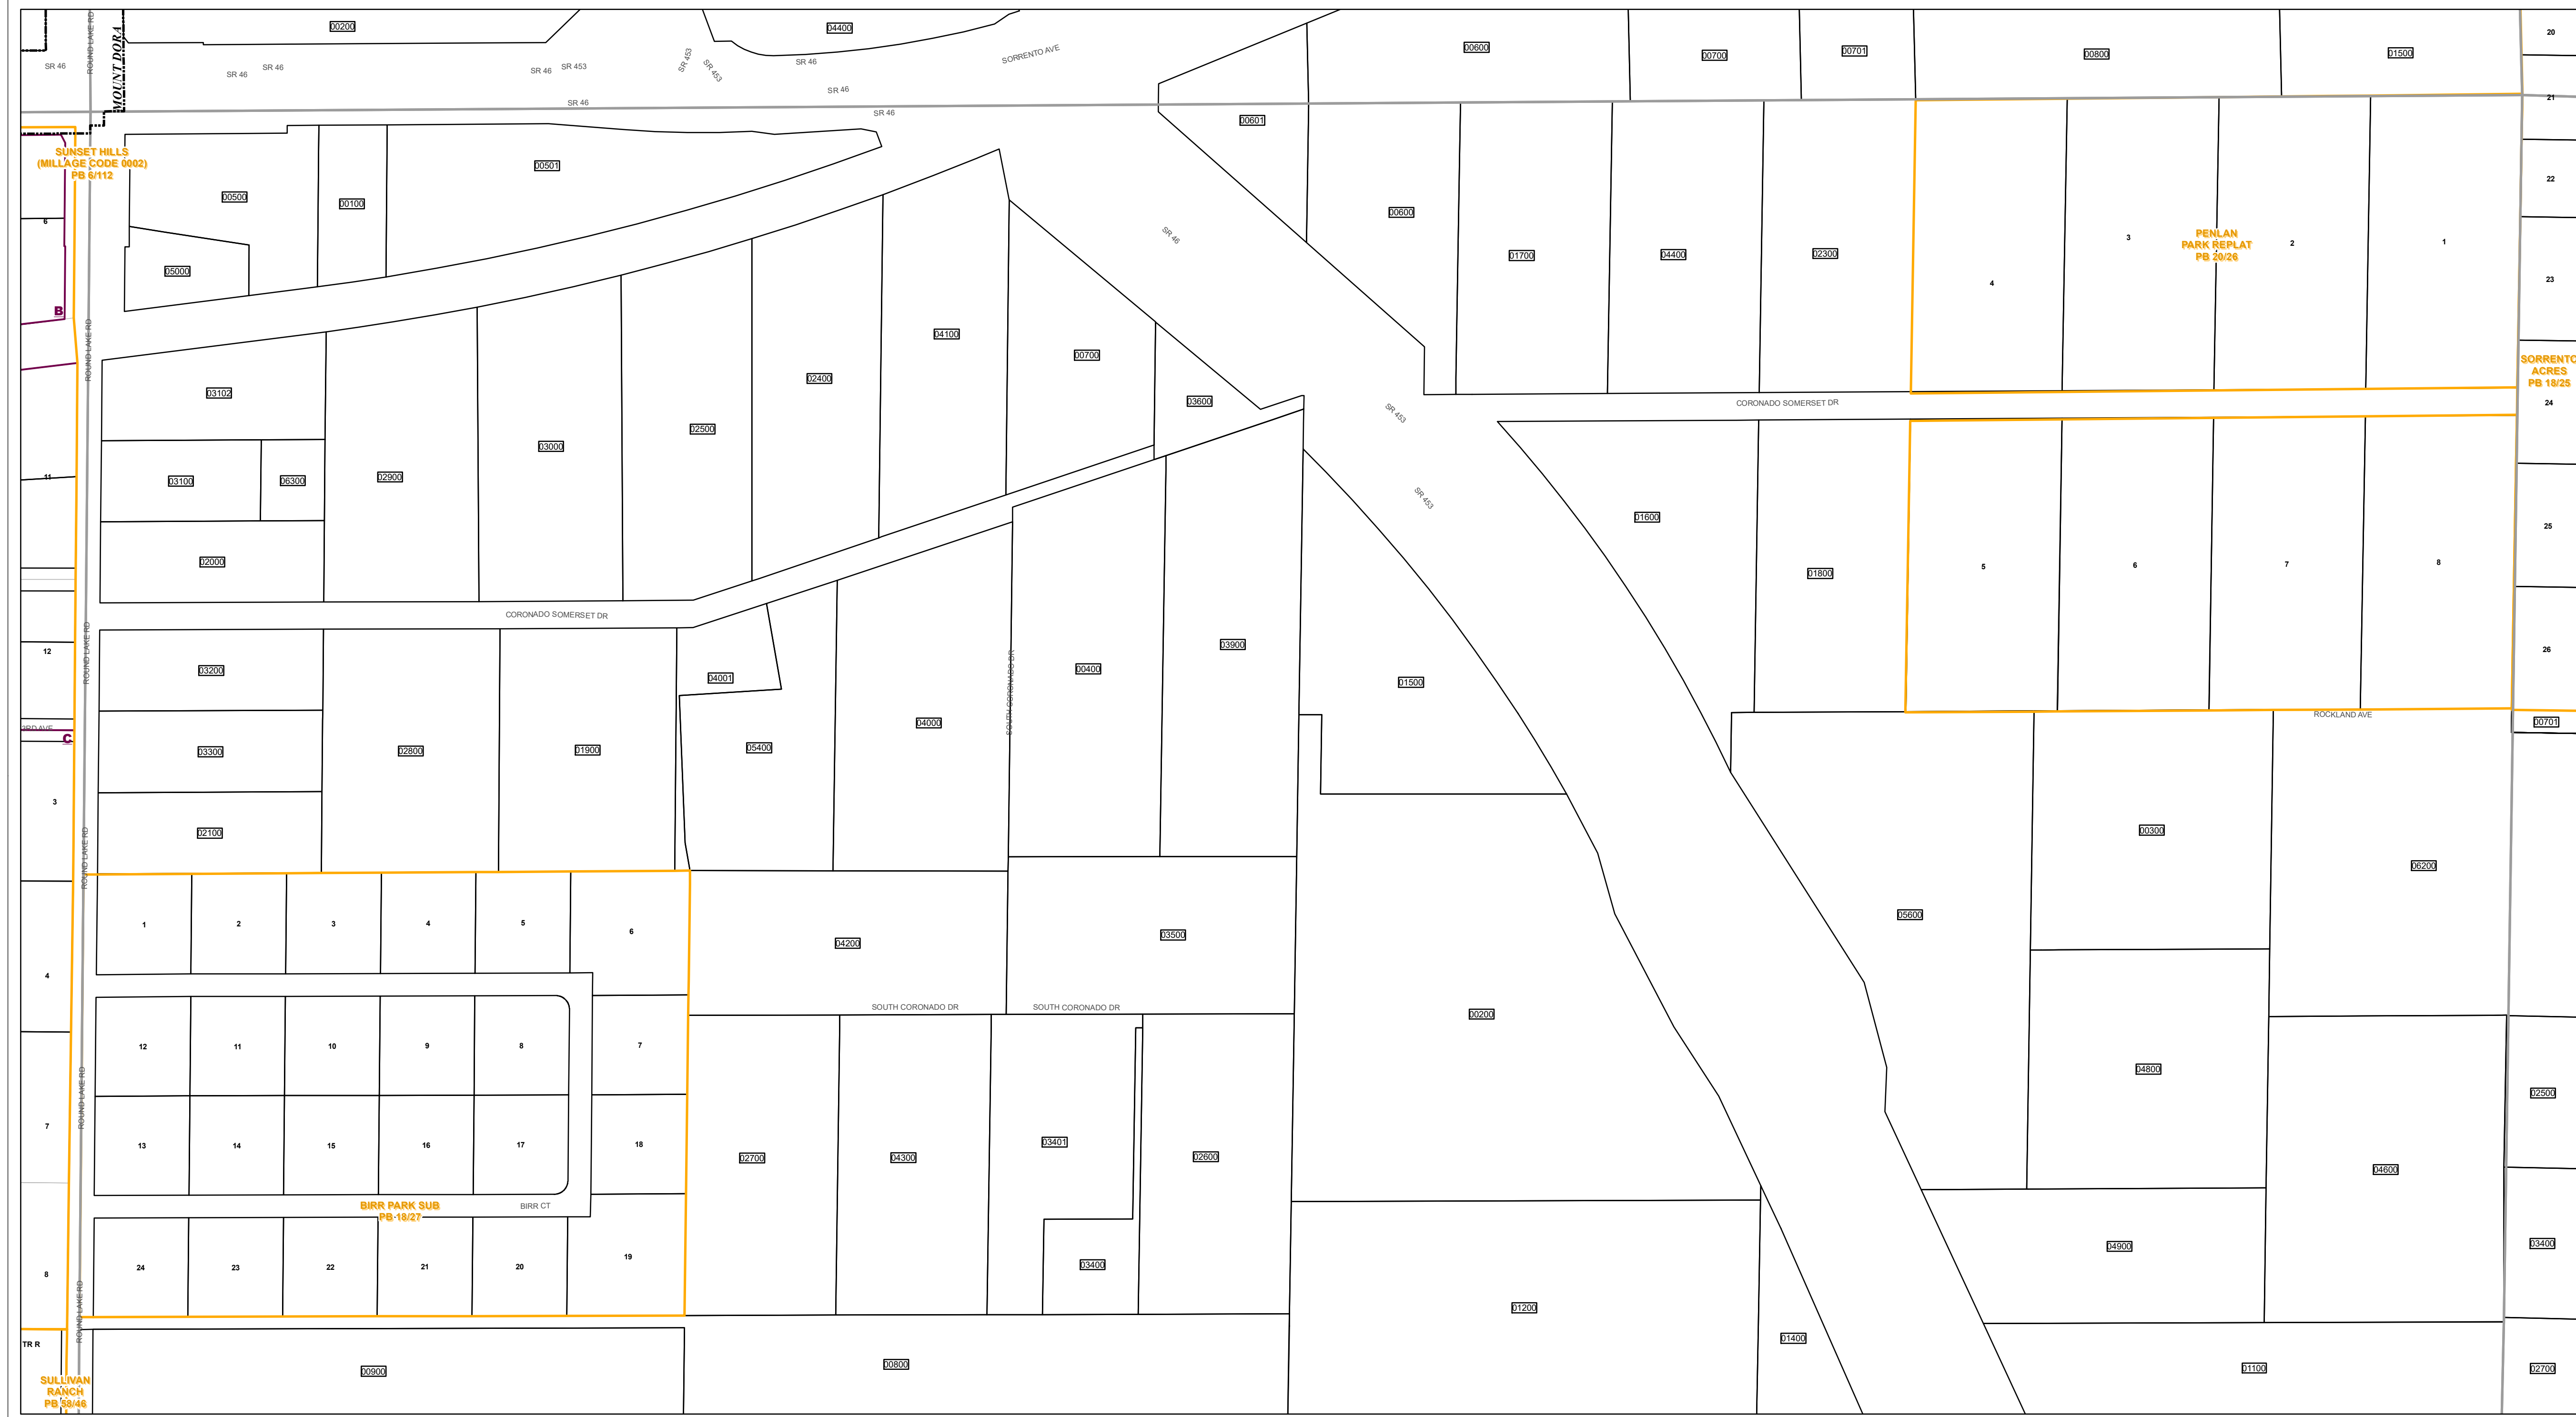 ROUND LAKE RD
MOUNT DORA
00200
04400
SORRENTO AVE
00600
00700
00701
00800
01500
20
SR 46
SR 46
SR 46
SR 46
SR 453
SR 453
SR 453
SR 46
SR 46
SR 46
SR 46
21
00601
SUNSET HILLS
(MILLAGE CODE 0002)
PB 6/112
00500
00100
00501
SR 46
00600
01700
04400
02300
4
3
PENLAN
PARK REPLAT
PB 20/26
2
1
22
23
6
05000
B
ROUND LAKE RD
03102
02400
04100
00700
03600
SORRENTO
ACRES
PB 18/25
24
CORONADO SOMERSET DR
SR 453
02500
03000
02900
03100
06300
11
SR 453
01600
02000
01800
5
6
7
8
25
CORONADO SOMERSET DR
12
ROUND LAKE RD
03200
04001
SOUTH CORONADO DR
00400
03900
01500
26
3RD AVE
C
03300
02800
01900
05400
04000
ROCKLAND AVE
00701
3
02100
ROUND LAKE RD
00300
06200
1
2
3
4
5
6
04200
03500
05600
4
SOUTH CORONADO DR
SOUTH CORONADO DR
00200
12
11
10
9
8
7
04800
02500
ROUND LAKE RD
7
13
14
15
16
17
18
02700
04300
03401
02600
04600
BIRR PARK SUB
PB 18/27
BIRR CT
04900
03400
8
24
23
22
21
20
19
03400
01200
01400
ROUND LAKE RD
TR R
SULLIVAN
RANCH
PB 58/46
00900
00800
01100
02700